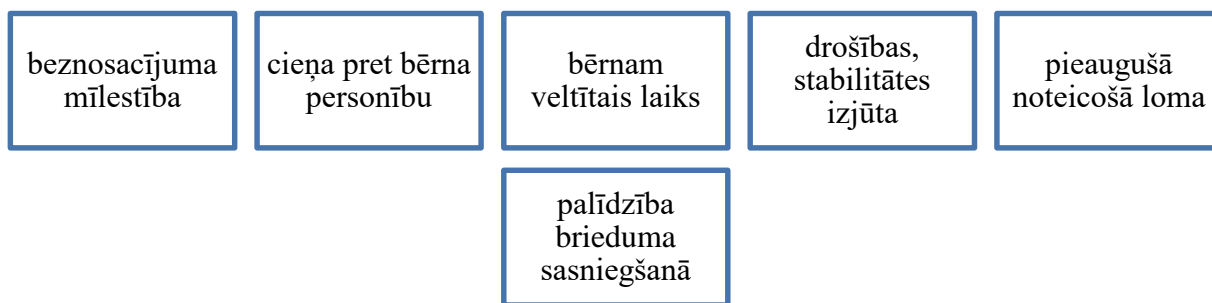 beznosacījuma
mīlestība
cieņa pret bērna
personību
bērnam
veltītais laiks
drošības,
stabilitātes
izjūta
pieaugušā
noteicošā loma
palīdzība
brieduma
sasniegšanā